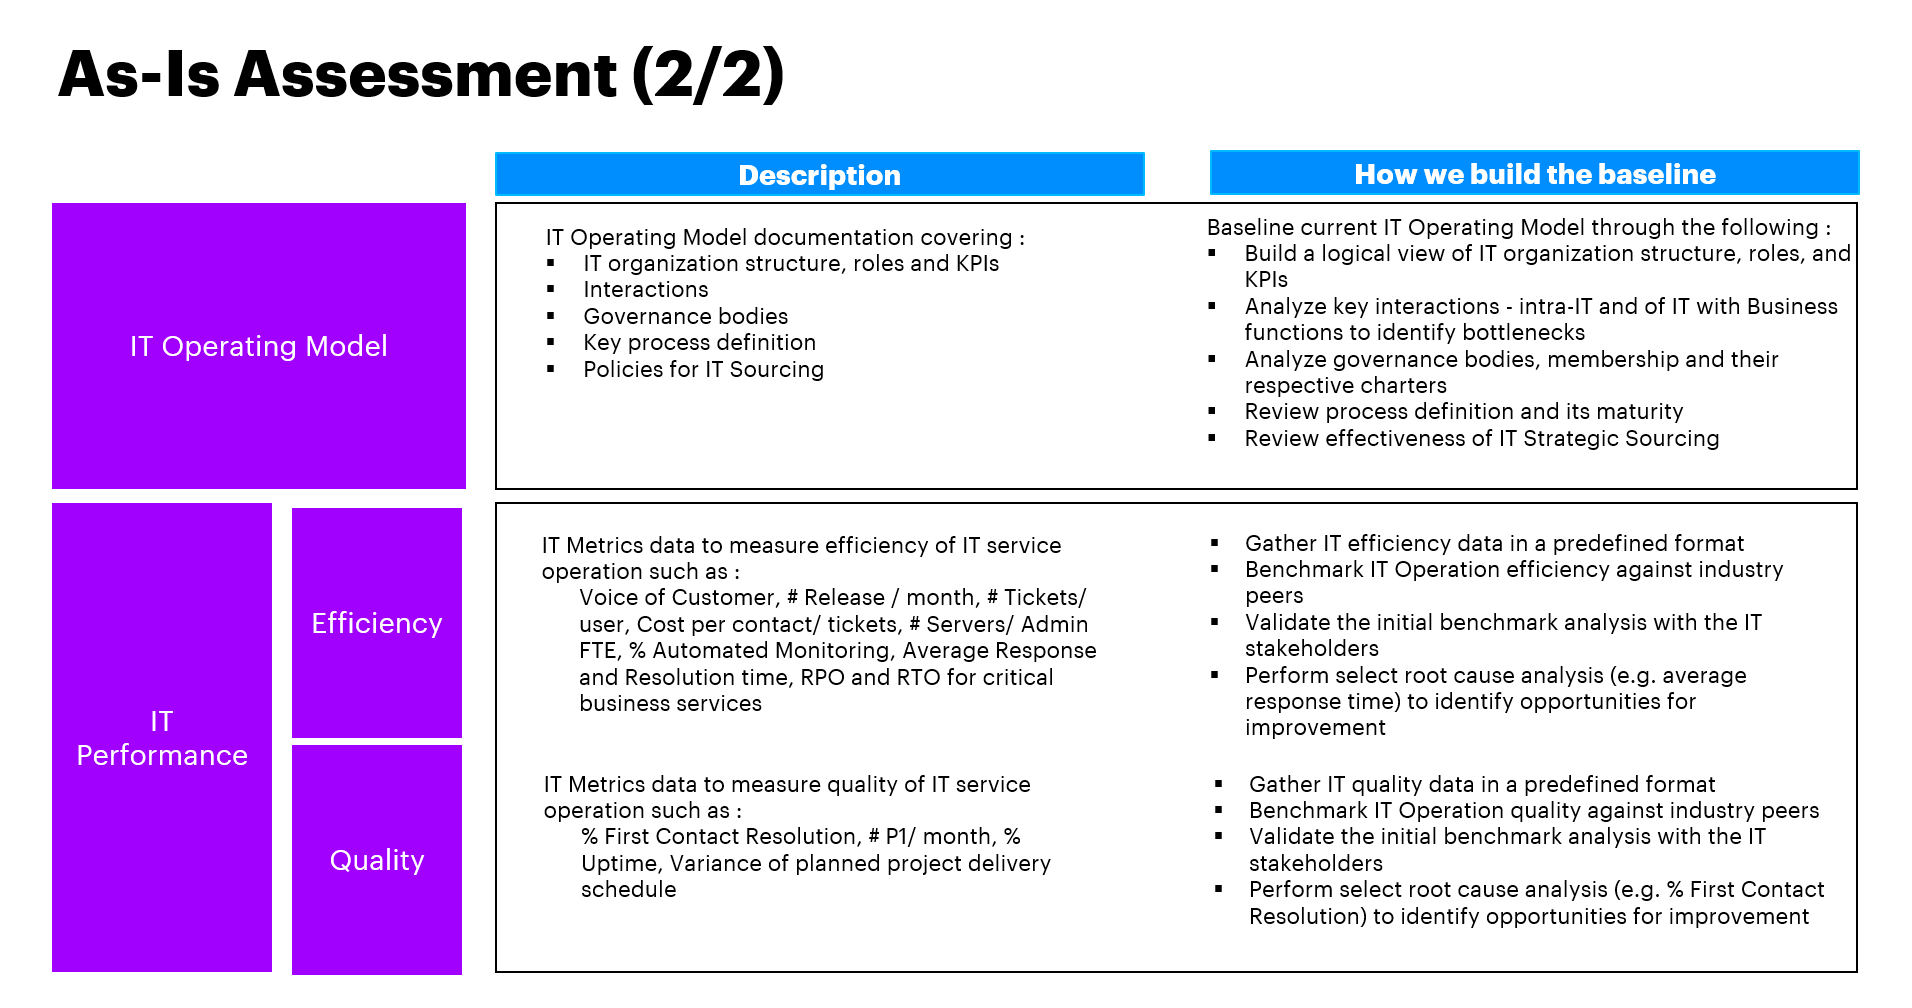 As-Is Assessment (2/2)
Description
How we build the baseline
IT Operating Model
IT Operating Model documentation covering :
▪ IT organization structure, roles and KPIs
▪ Interactions
▪ Governance bodies
▪ Key process definition
▪ Policies for IT Sourcing
Baseline current IT Operating Model through the following :
▪ Build a logical view of IT organization structure, roles, and
KPIs
▪ Analyze key interactions - intra-IT and of IT with Business
functions to identify bottlenecks
▪ Analyze governance bodies, membership and their
respective charters
▪ Review process definition and its maturity
▪ Review effectiveness of IT Strategic Sourcing
IT
Performance
Efficiency
IT Metrics data to measure efficiency of IT service
operation such as :
Voice of Customer, # Release / month, # Tickets/
user, Cost per contact/ tickets, # Servers/ Admin
FTE, % Automated Monitoring, Average Response
and Resolution time, RPO and RTO for critical
business services
▪ Gather IT efficiency data in a predefined format
▪ Benchmark IT Operation efficiency against industry
peers
▪ Validate the initial benchmark analysis with the IT
stakeholders
▪ Perform select root cause analysis (e.g. average
response time) to identify opportunities for
improvement
Quality
IT Metrics data to measure quality of IT service
operation such as :
% First Contact Resolution, # P1/ month, %
Uptime, Variance of planned project delivery
schedule
▪ Gather IT quality data in a predefined format
▪ Benchmark IT Operation quality against industry peers
▪ Validate the initial benchmark analysis with the IT
stakeholders
▪ Perform select root cause analysis (e.g. % First Contact
Resolution) to identify opportunities for improvement